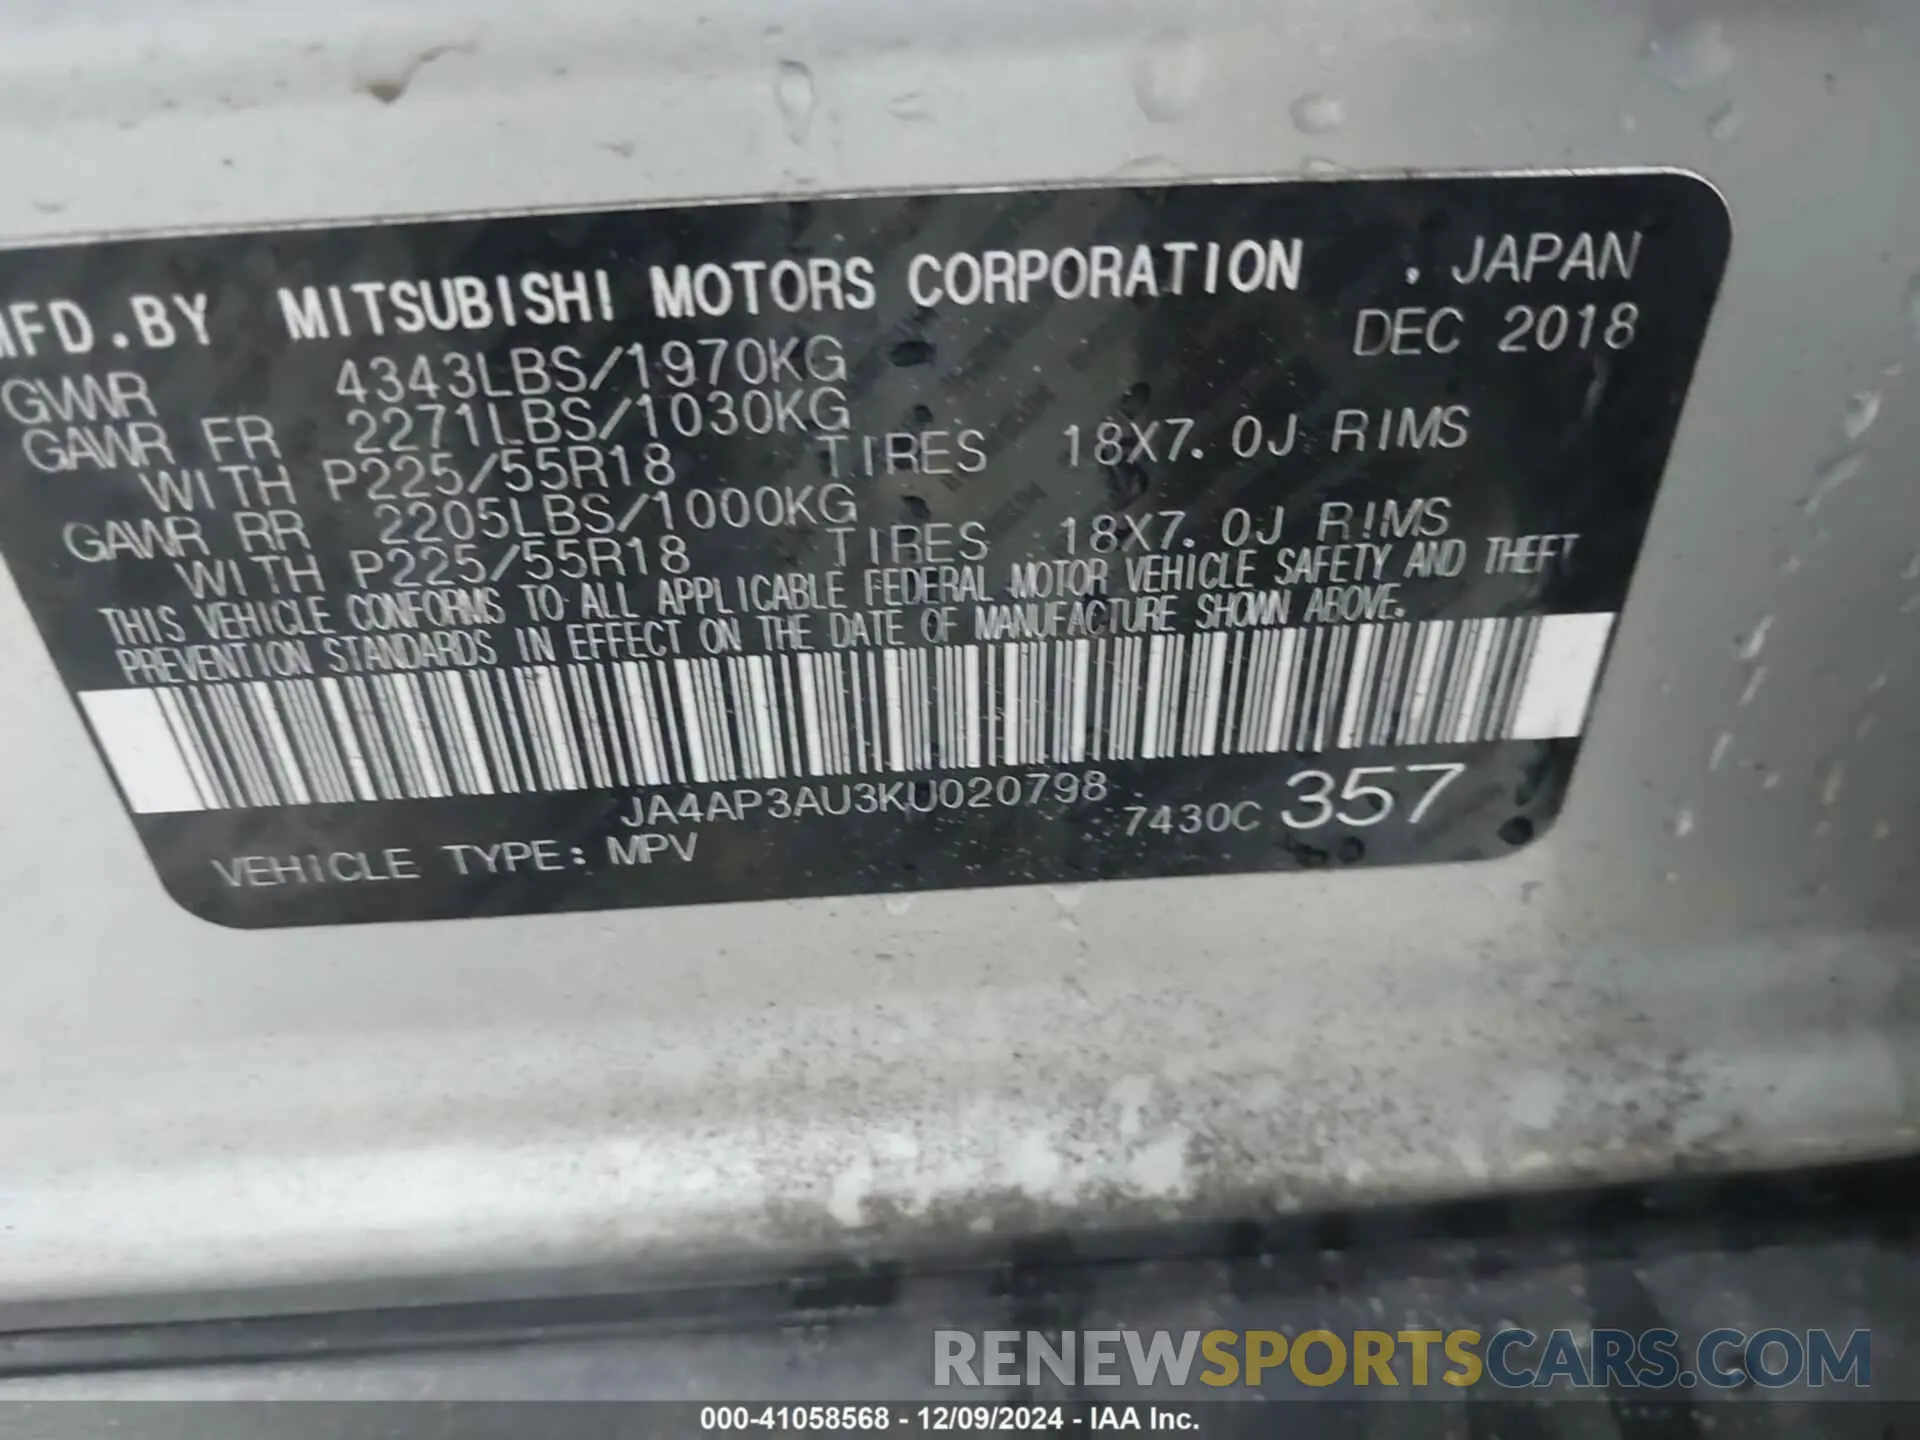 MFD.BY MITSUBISHI MOTORS CORPORATION . JAPAN
DEC 2018
GVWR 4343LBS/1970KG
GAWR FR 2271LBS/1030KG
WITH P225/55R18 TIRES 18X7.0J RIMS
GAWR RR 2205LBS/1000KG
WITH P225/55R18 TIRES 18X7.0J RIMS
THIS VEHICLE CONFORMS TO ALL APPLICABLE FEDERAL MOTOR VEHICLE SAFETY AND THEFT
PREVENTION STANDARDS IN EFFECT ON THE DATE OF MANUFACTURE SHOWN ABOVE.
JA4AP3AU3KU020798 7430C 357
VEHICLE TYPE: MPV
RENEWSPORTSCARS.COM
000-41058568 - 12/09/2024 - IAA Inc.